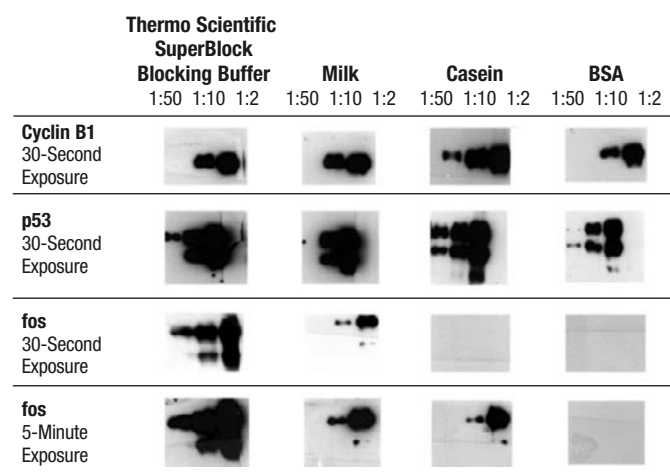 Thermo Scientific
SuperBlock
Blocking Buffer Milk Casein BSA
1:50 1:10 1:2 1:50 1:10 1:2 1:50 1:10 1:2 1:50 1:10 1:2
Cyclin B1
30-Second
Exposure
p53
30-Second
Exposure
fos
30-Second
Exposure
fos
5-Minute
Exposure